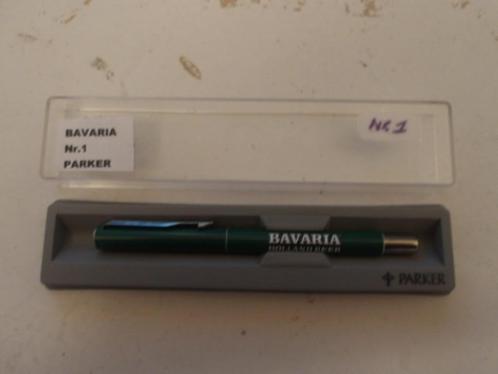 BAVARIA
Nr.1
PARKER
NR 1
BAVARIA
HOLLAND BEER
PARKER